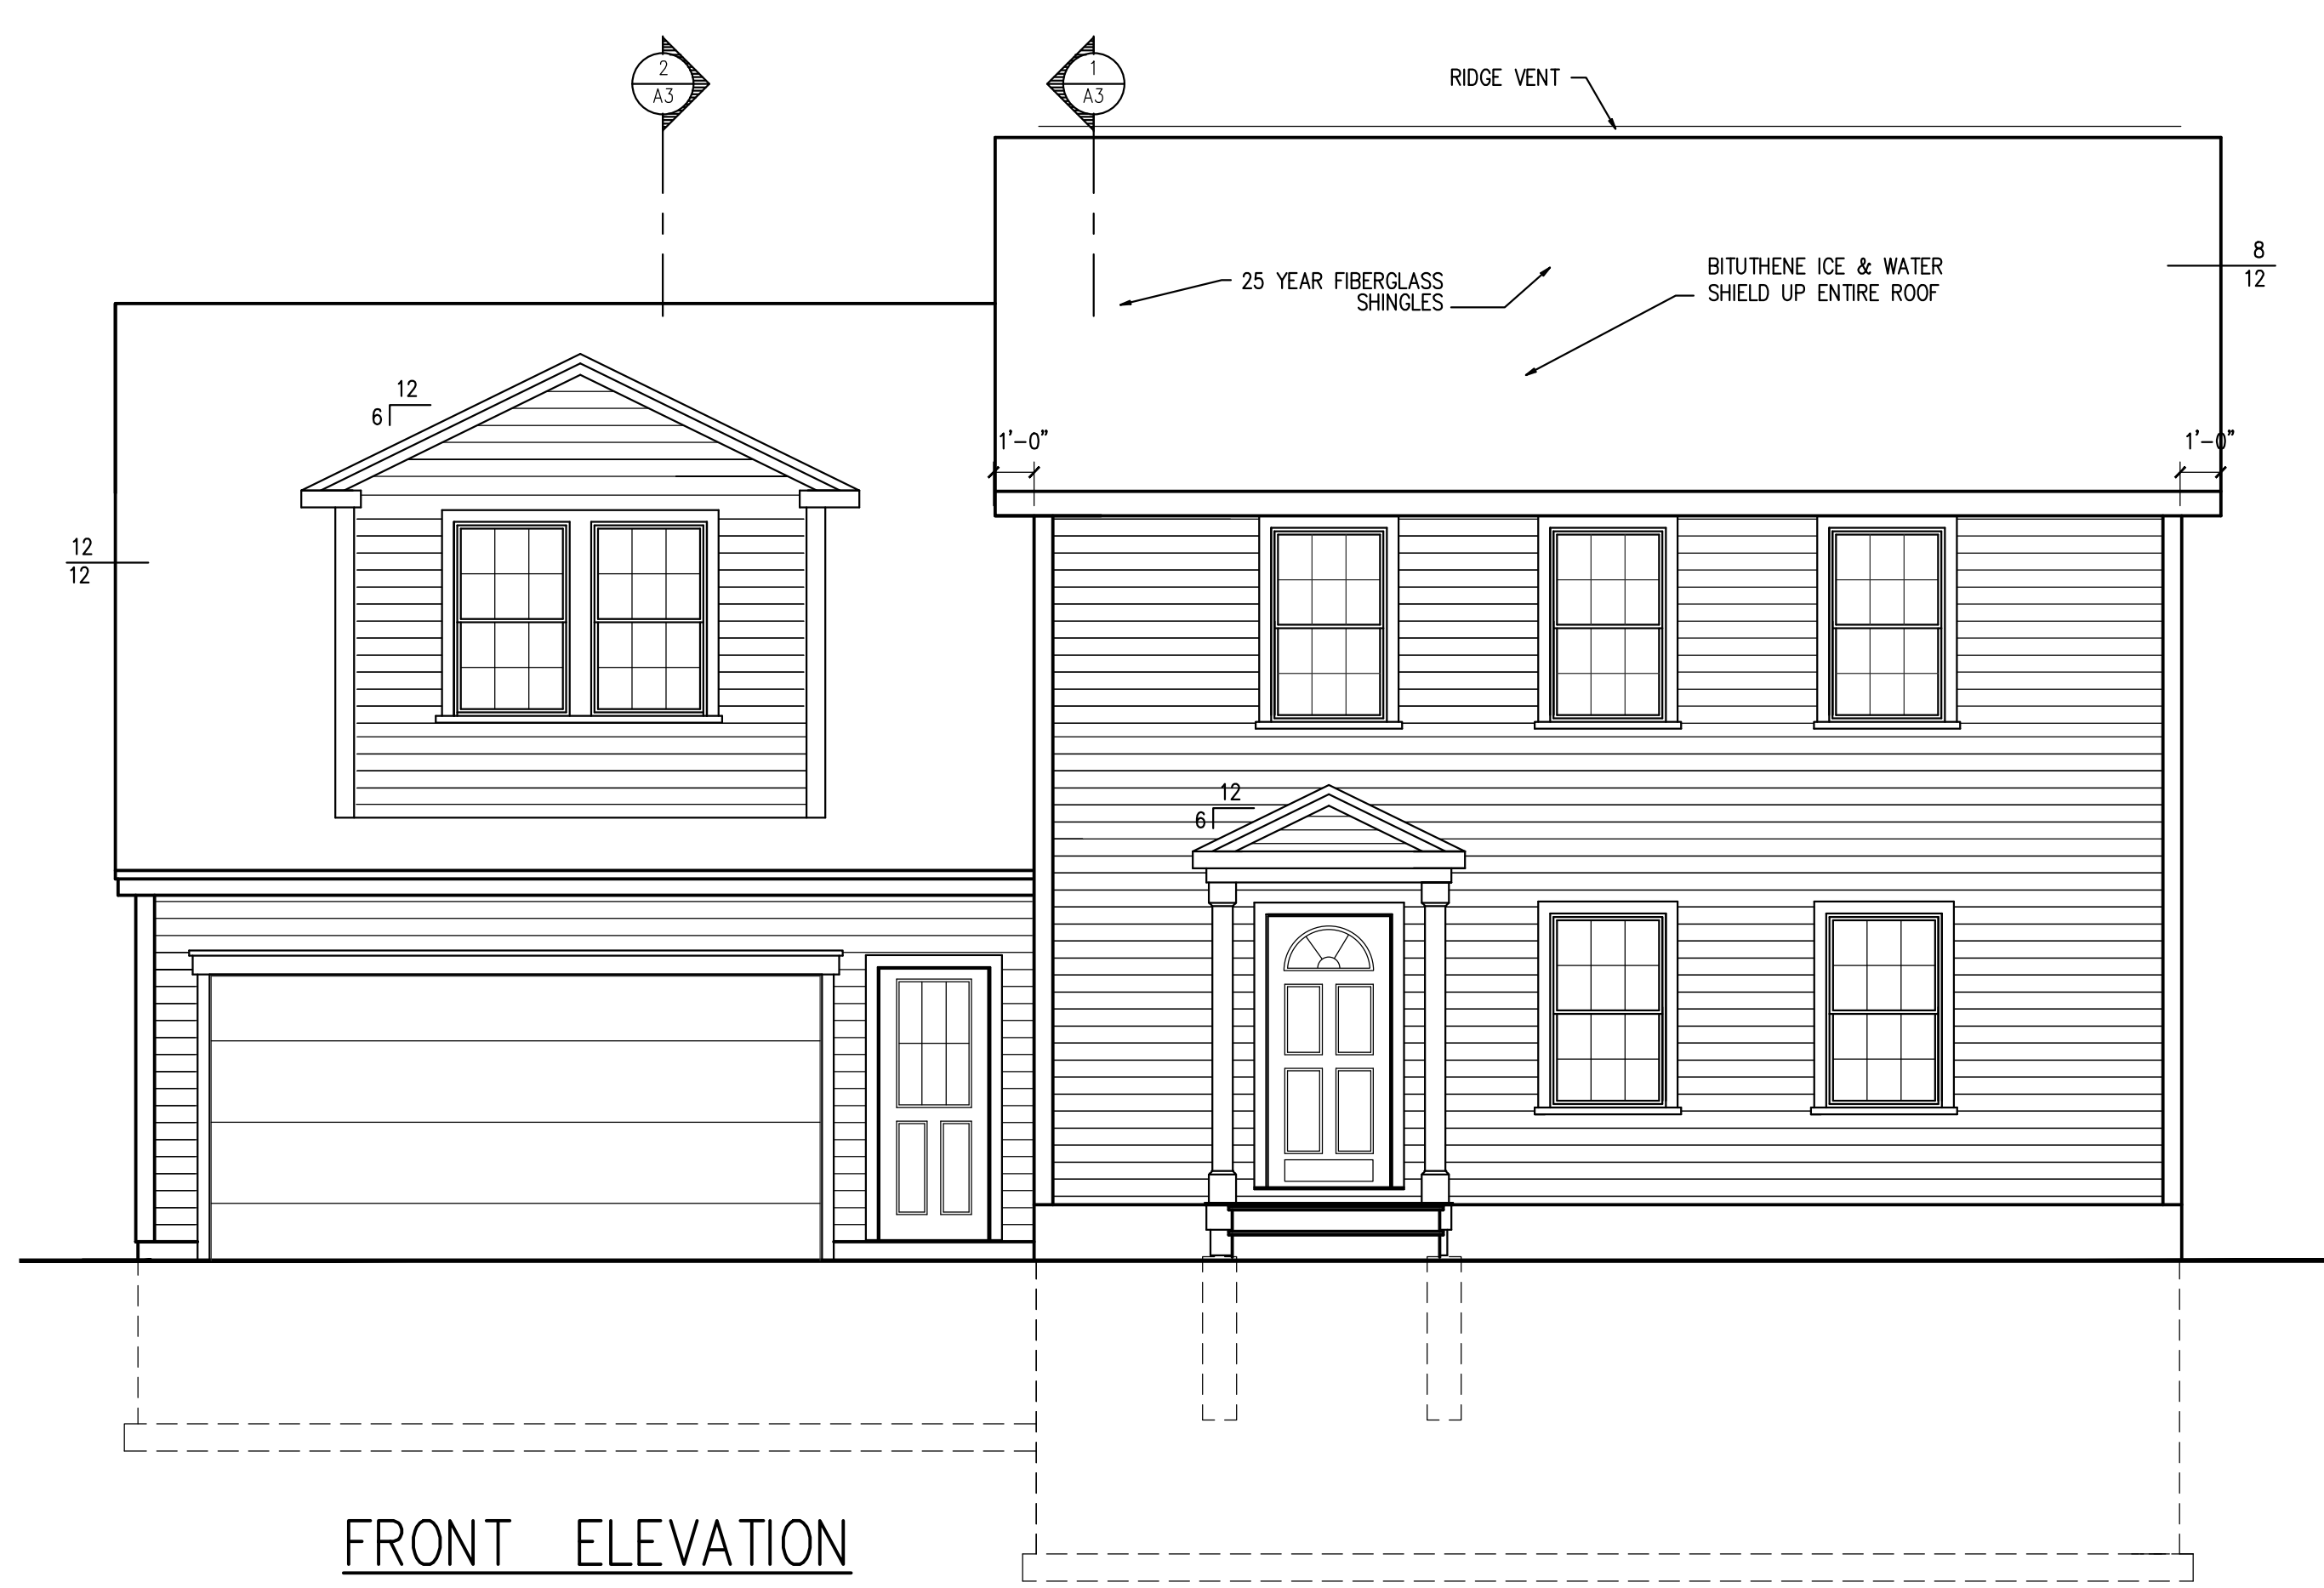 2
A3
1
A3
RIDGE VENT
8
12
25 YEAR FIBERGLASS
SHINGLES
BITUTHENE ICE & WATER
SHIELD UP ENTIRE ROOF
12
6
1'-0"
1'-0"
12
12
12
6
FRONT ELEVATION